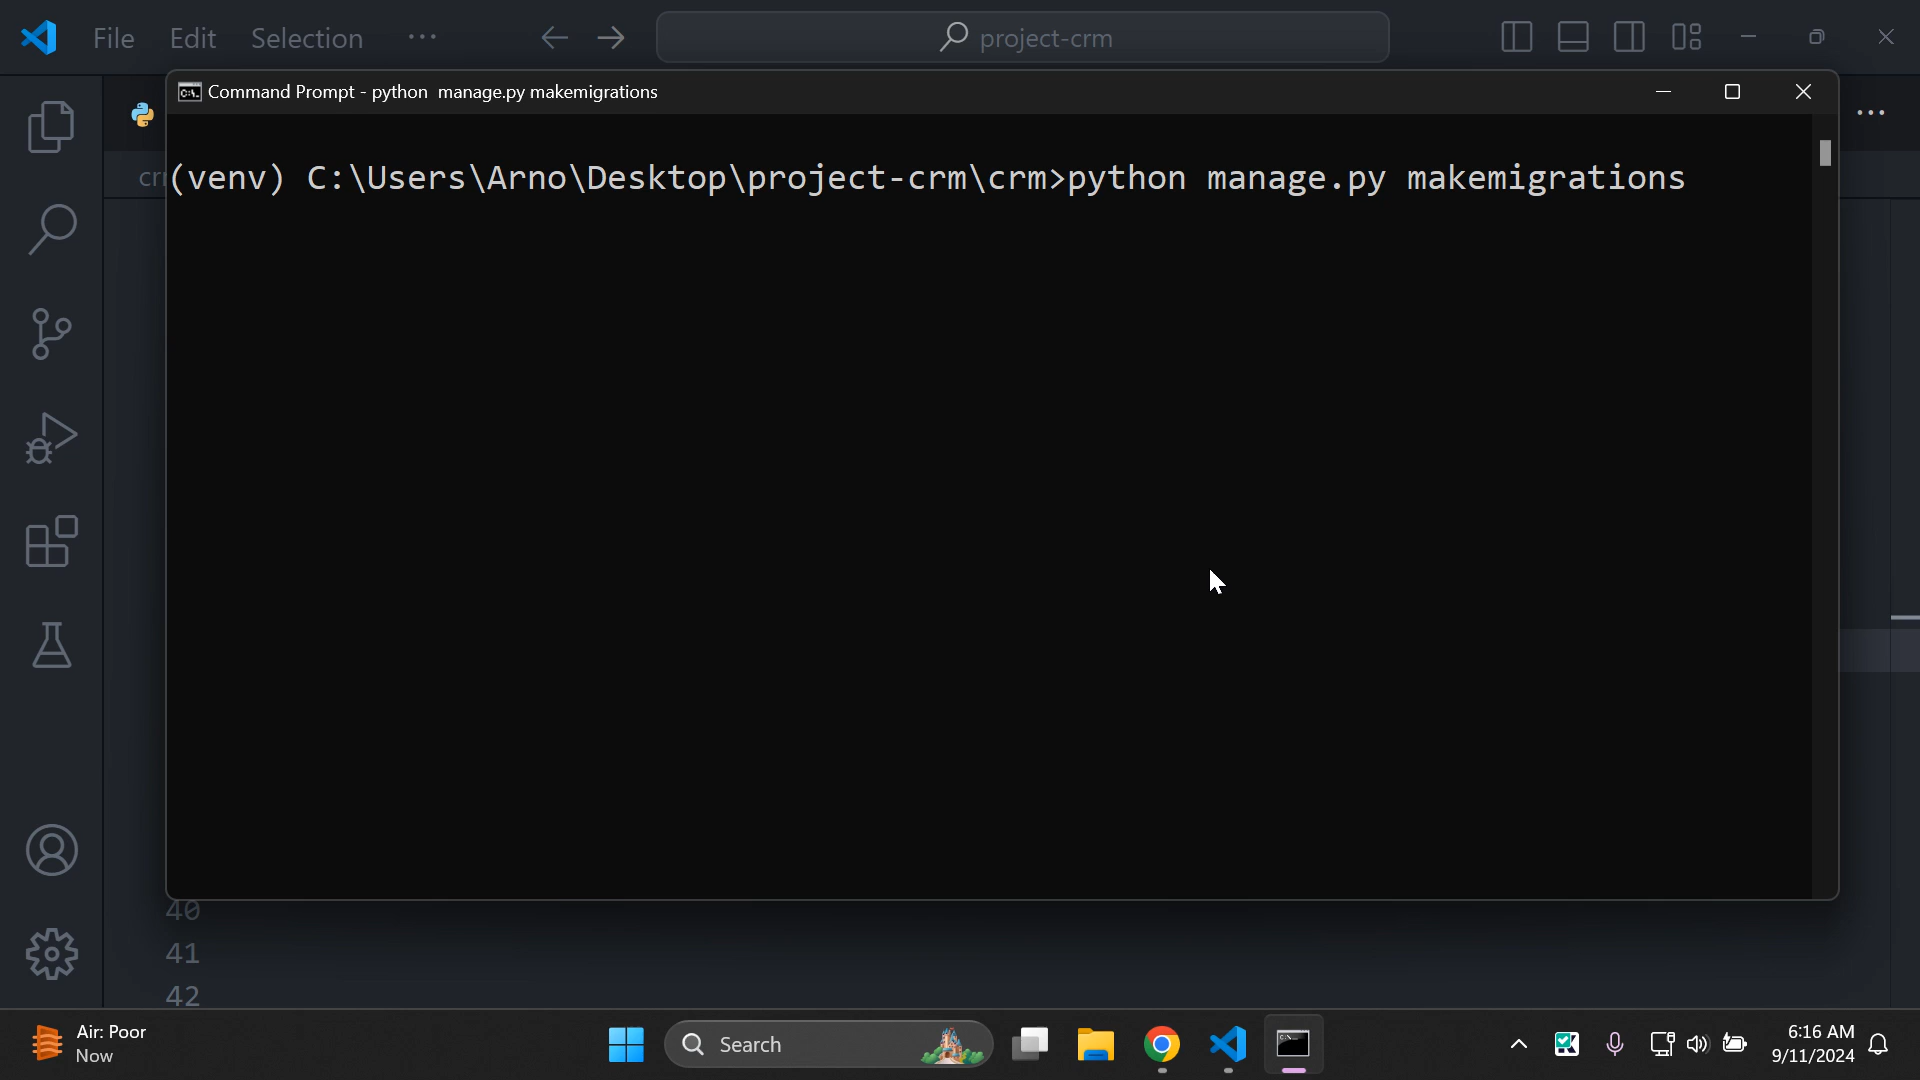 File Edit Selection ··· project-crm
Command Prompt - python  manage.py makemigrations
(venv) C:\Users\Arno\Desktop\project-crm\crm>python manage.py makemigrations
40
41
42
Air: Poor
Now
Search
6:16 AM
9/11/2024